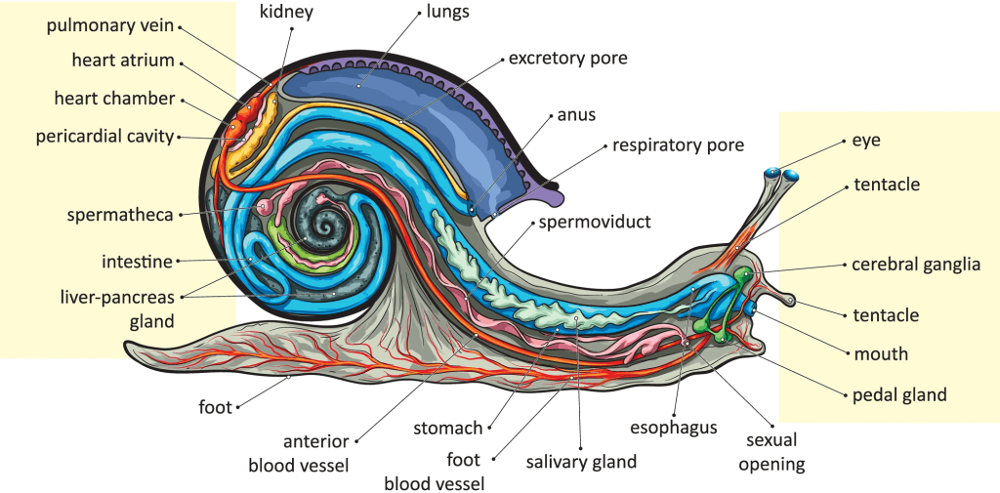 kidney
lungs
pulmonary vein
heart atrium
excretory pore
heart chamber
anus
pericardial cavity
respiratory pore
eye
tentacle
spermatheca
spermoviduct
intestine
cerebral ganglia
liver-pancreas
gland
tentacle
mouth
pedal gland
foot
anterior
blood vessel
stomach
foot
blood vessel
salivary gland
esophagus
sexual
opening